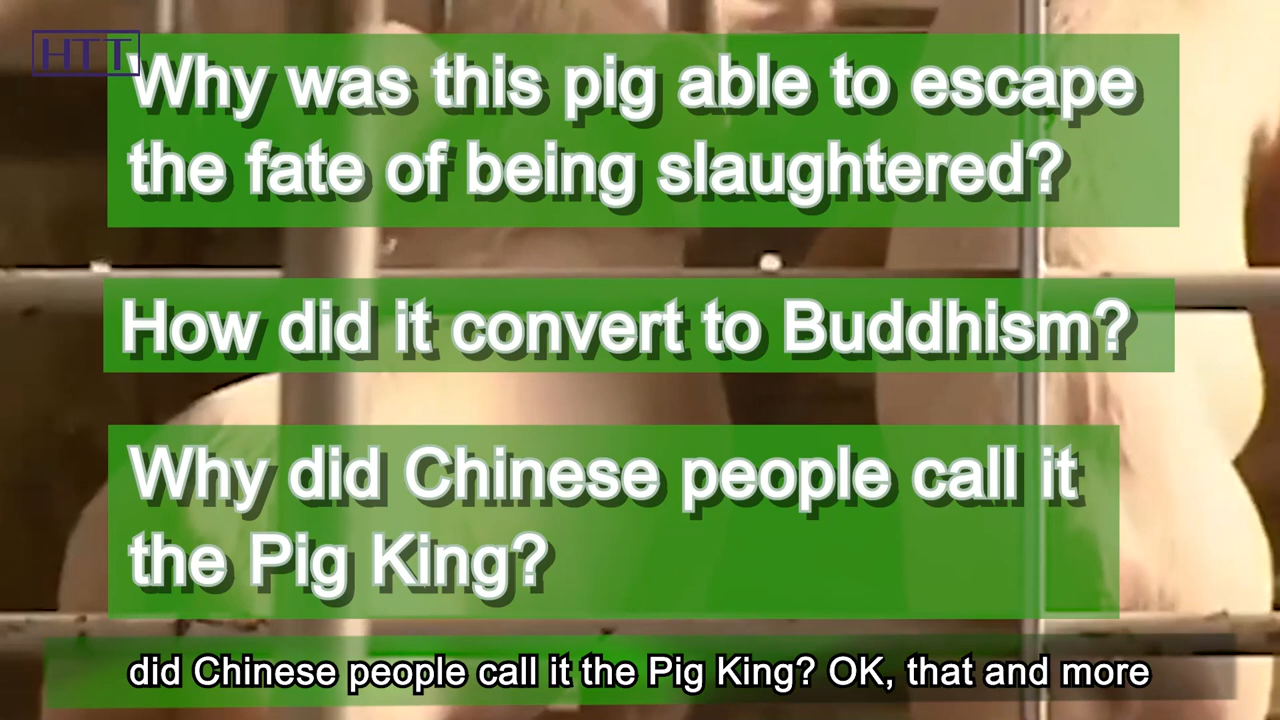 HTT
Why was this pig able to escape
the fate of being slaughtered?
How did it convert to Buddhism?
Why did Chinese people call it
the Pig King?
did Chinese people call it the Pig King? OK, that and more